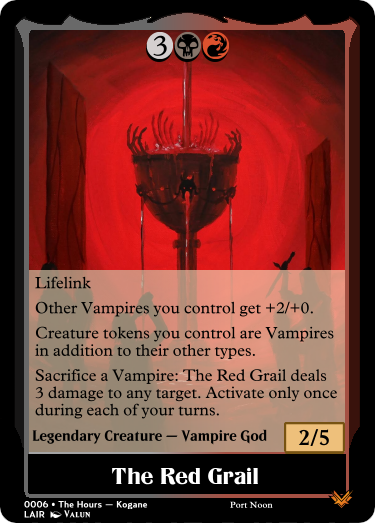 3
Lifelink
Other Vampires you control get +2/+0.
Creature tokens you control are Vampires
in addition to their other types.
Sacrifice a Vampire: The Red Grail deals
3 damage to any target. Activate only once
during each of your turns.
Legendary Creature — Vampire God
2/5
The Red Grail
0006 • The Hours — Kogane
Port Noon
LAIR VALUN